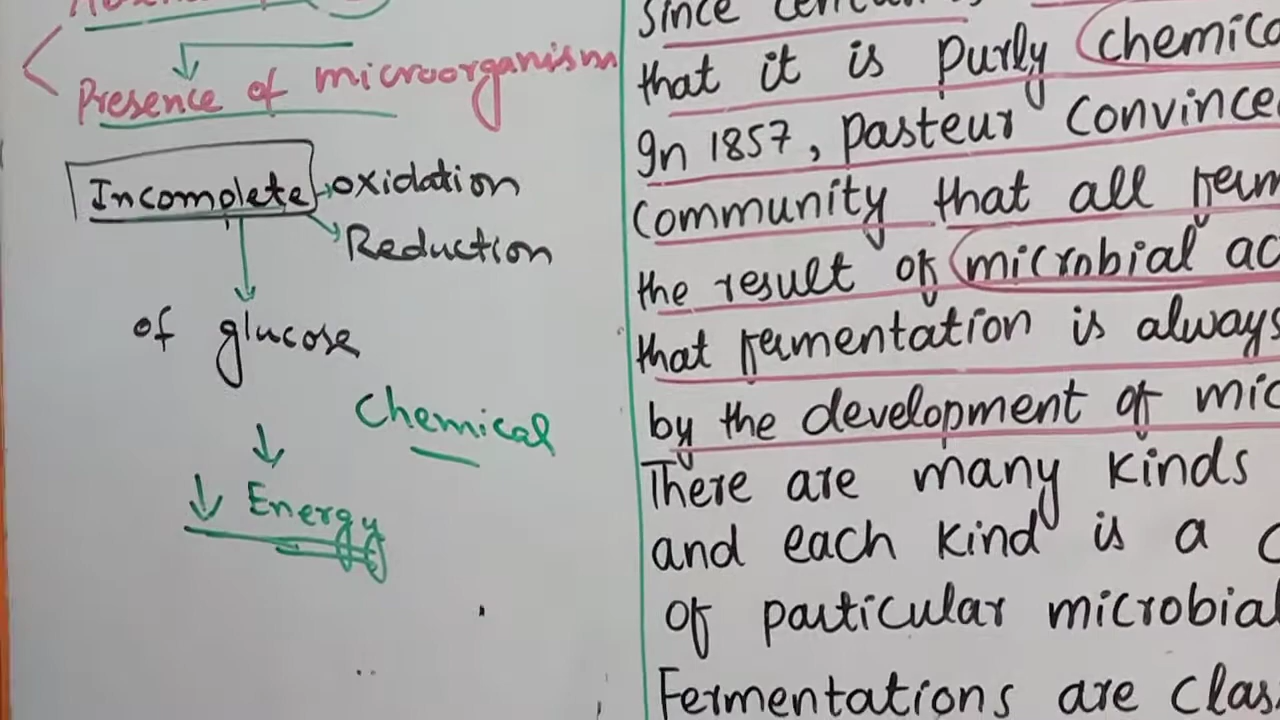 Presence of microorganism
Incomplete oxidation
Reduction
of glucose
Chemical
↓ Energy
Since
that it is purly chemica
In 1857, pasteur convince
community that all ferm
the result of microbial ac
that fermentation is always
by the development of mic
There are many kinds
and each kind is a
of particular microbial
Fermentations are clas